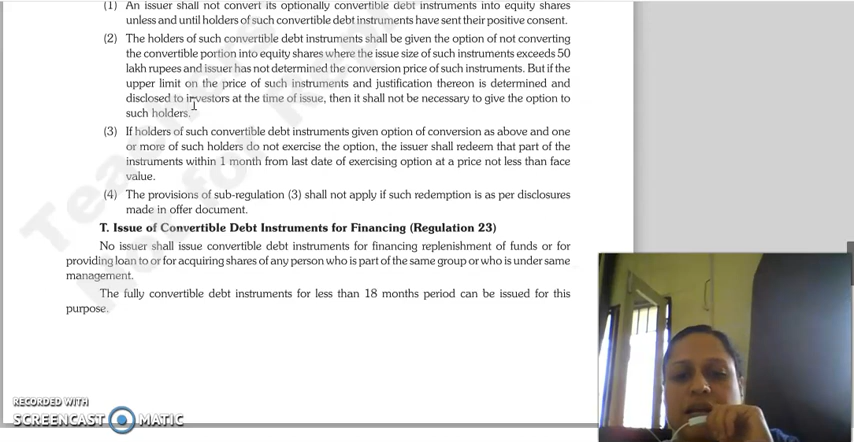 (1) An issuer shall not convert its optionally convertible debt instruments into equity shares
unless and until holders of such convertible debt instruments have sent their positive consent.
(2) The holders of such convertible debt instruments shall be given the option of not converting
the convertible portion into equity shares where the issue size of such instruments exceeds 50
lakh rupees and issuer has not determined the conversion price of such instruments. But if the
upper limit on the price of such instruments and justification thereon is determined and
disclosed to investors at the time of issue, then it shall not be necessary to give the option to
such holders.
(3) If holders of such convertible debt instruments given option of conversion as above and one
or more of such holders do not exercise the option, the issuer shall redeem that part of the
instruments within 1 month from last date of exercising option at a price not less than face
value.
(4) The provisions of sub-regulation (3) shall not apply if such redemption is as per disclosures
made in offer document.
T. Issue of Convertible Debt Instruments for Financing (Regulation 23)
No issuer shall issue convertible debt instruments for financing replenishment of funds or for
providing loan to or for acquiring shares of any person who is part of the same group or who is under same
management.
The fully convertible debt instruments for less than 18 months period can be issued for this
purpose.
RECORDED WITH
SCREENCAST MATIC